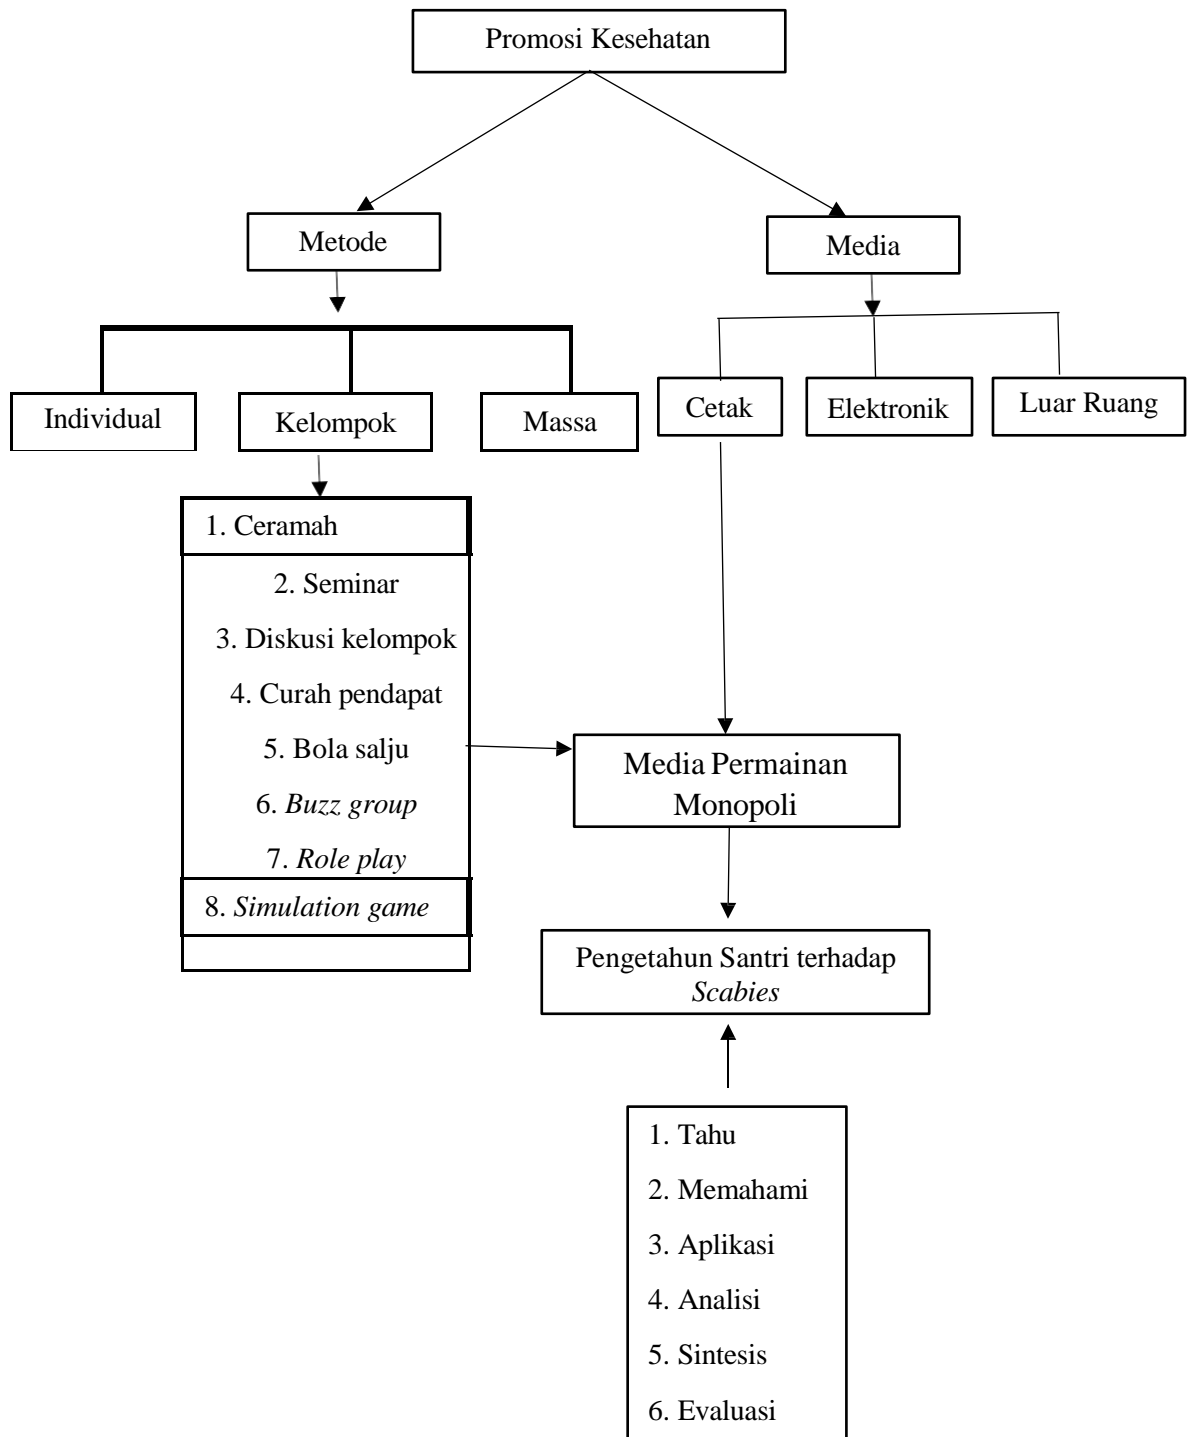 Promosi Kesehatan
Metode
Media
Individual
Kelompok
Massa
Cetak
Elektronik
Luar Ruang
1. Ceramah
2. Seminar
3. Diskusi kelompok
4. Curah pendapat
5. Bola salju
6. Buzz group
7. Role play
8. Simulation game
Media Permainan
Monopoli
Pengetahun Santri terhadap
Scabies
1. Tahu
2. Memahami
3. Aplikasi
4. Analisi
5. Sintesis
6. Evaluasi